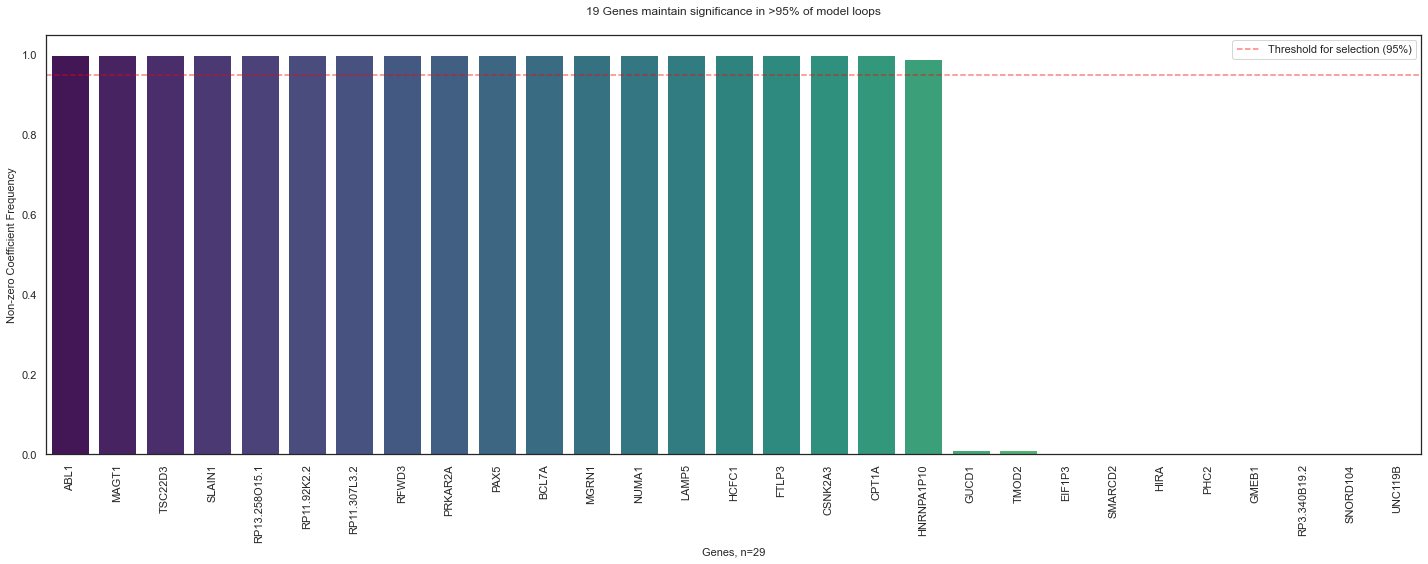 19 Genes maintain significance in >95% of model loops
Threshold for selection (95%)
Non-zero Coefficient Frequency
1.0
0.8
0.6
0.4
0.2
0.0
ABL1
MAGT1
TSC22D3
SLAIN1
RP13.258O15.1
RP11.92K2.2
RP11.307L3.2
RFWD3
PRKAR2A
PAX5
BCL7A
MGRN1
NUMA1
LAMP5
HCFC1
FTLP3
CSNK2A3
CPT1A
HNRNPA1P10
GUCD1
TMOD2
EIF1P3
SMARCD2
HIRA
PHC2
GMEB1
RP3.340B19.2
SNORD104
UNC119B
Genes, n=29